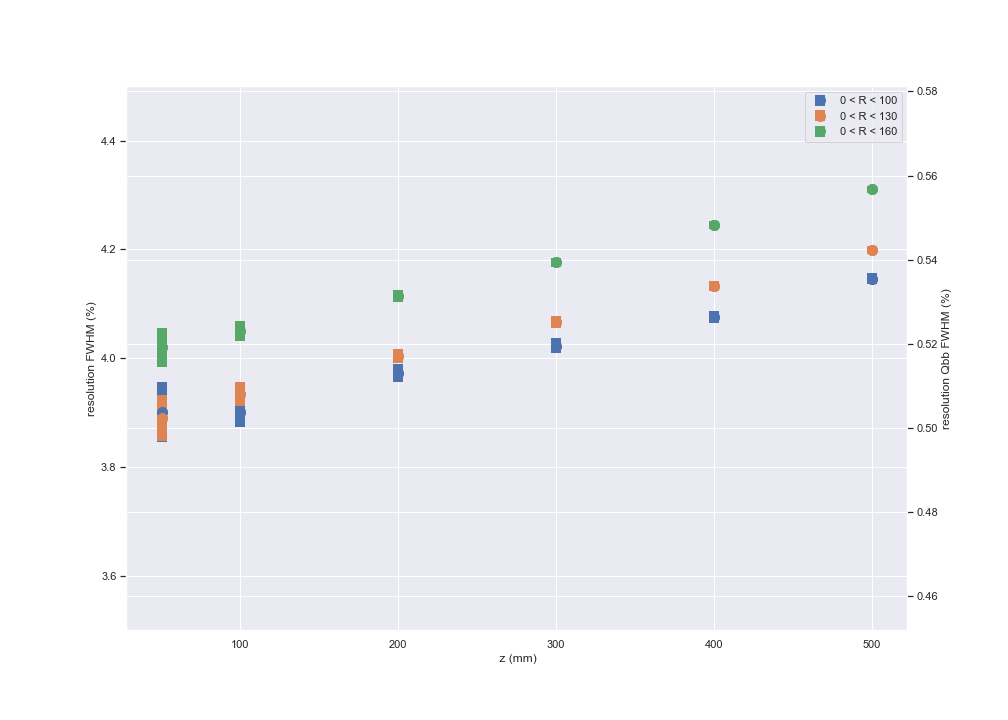 0 < R < 100
0 < R < 130
0 < R < 160
4.4
4.2
4.0
3.8
3.6
resolution FWHM (%)
0.58
0.56
0.54
0.52
0.50
0.48
0.46
resolution Qbb FWHM (%)
100 200 300 400 500
z (mm)